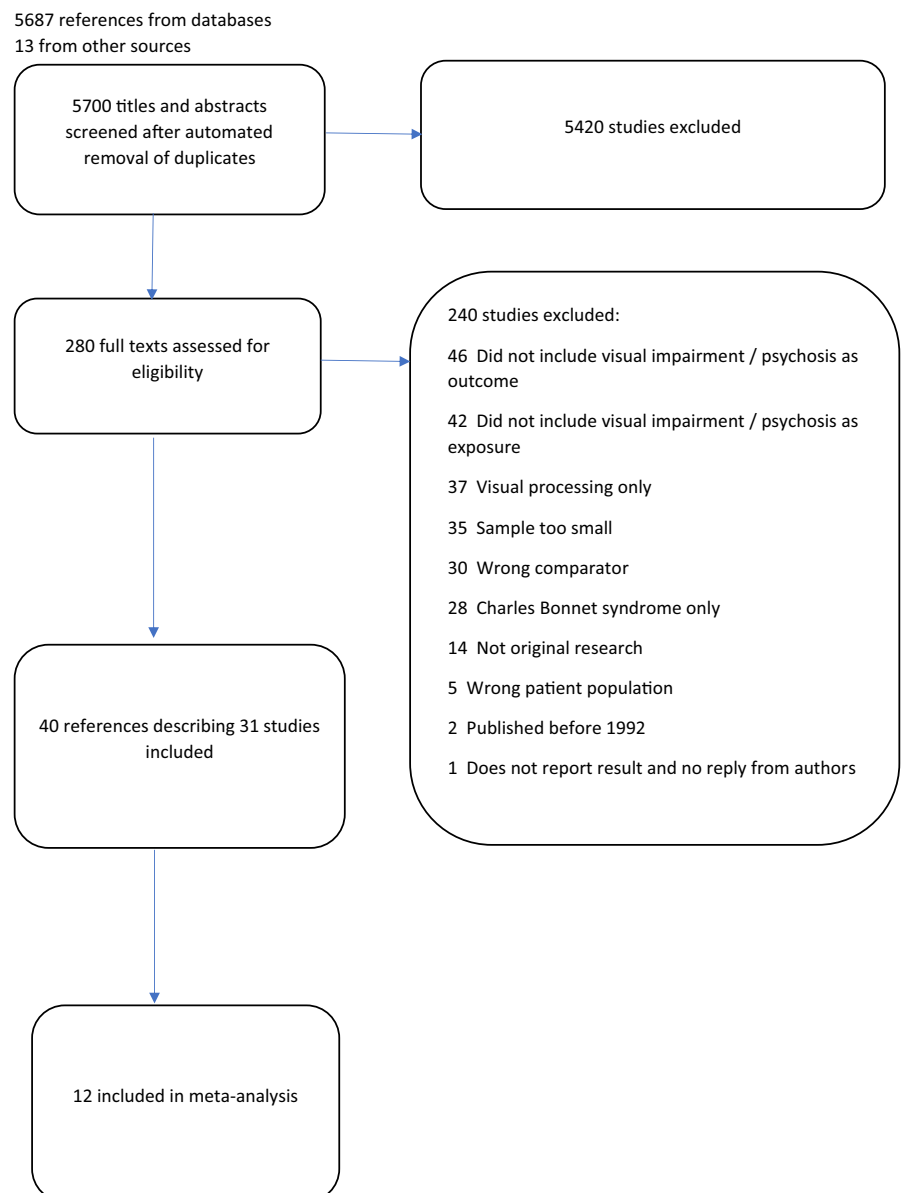 5687 references from databases
13 from other sources
5700 titles and abstracts
screened after automated
removal of duplicates
5420 studies excluded
280 full texts assessed for
eligibility
240 studies excluded:
46 Did not include visual impairment / psychosis as
outcome
42 Did not include visual impairment / psychosis as
exposure
37 Visual processing only
35 Sample too small
30 Wrong comparator
28 Charles Bonnet syndrome only
14 Not original research
5 Wrong patient population
2 Published before 1992
1 Does not report result and no reply from authors
40 references describing 31 studies
included
12 included in meta-analysis